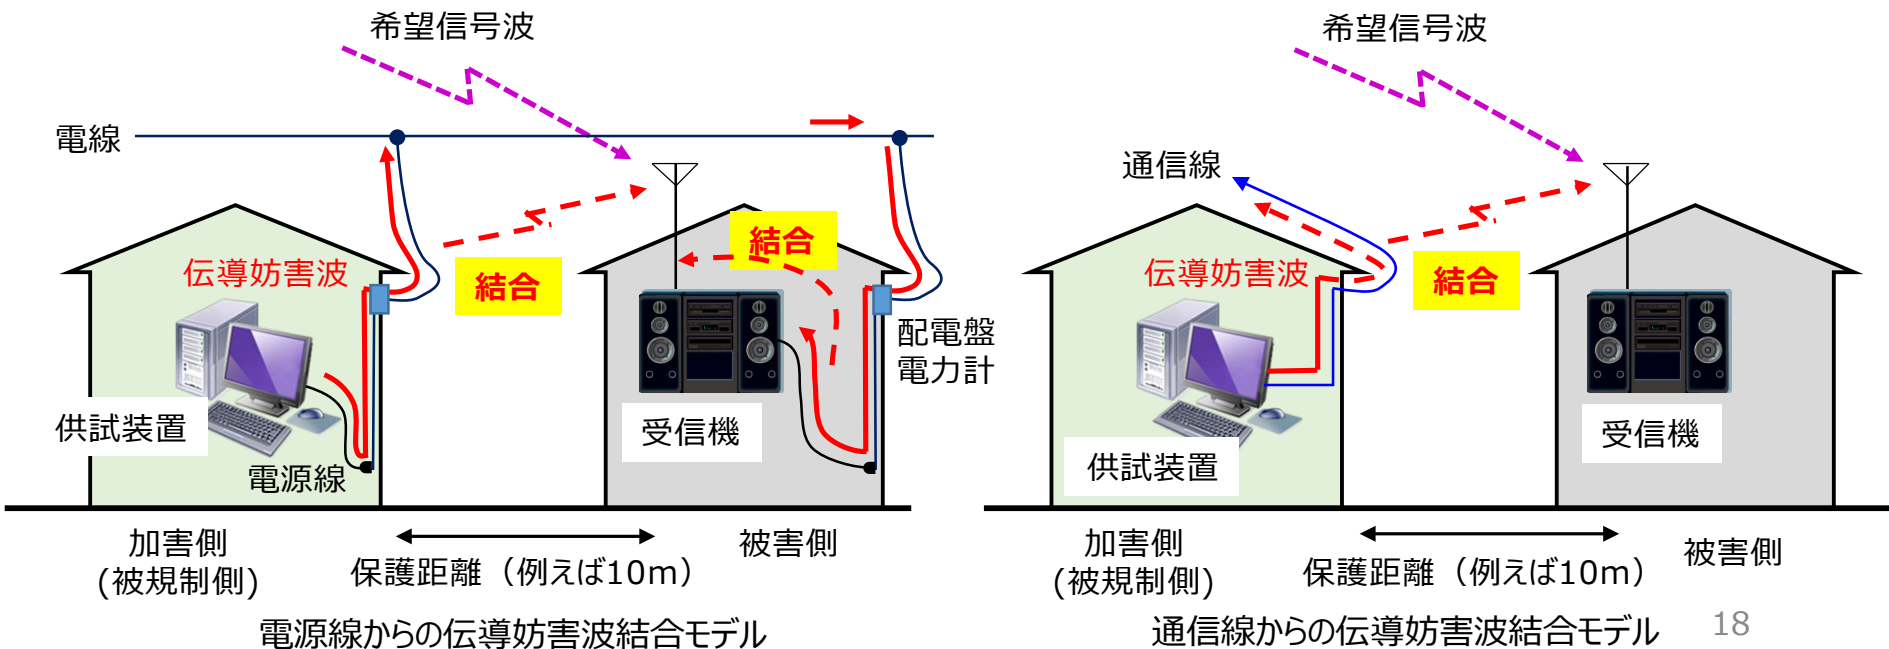 希望信号波
電線
結合
伝導妨害波
結合
配電盤
電力計
供試装置
受信機
電源線
加害側
(被規制側)
被害側
保護距離（例えば10m）
電源線からの伝導妨害波結合モデル
希望信号波
通信線
伝導妨害波
結合
供試装置
受信機
加害側
(被規制側)
被害側
保護距離（例えば10m）
通信線からの伝導妨害波結合モデル
18